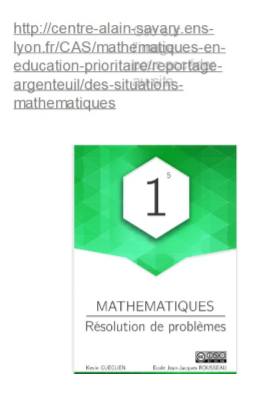 http://centre-alain-savary.ens-
lyon.fr/CAS/mathematiques-en-
education-prioritaire/reportage-
argenteuil/des-situations-
mathematiques
1
5
MATHEMATIQUES
Résolution de problèmes
Kevin GUEGUEN
École Jean-Jacques ROUSSEAU